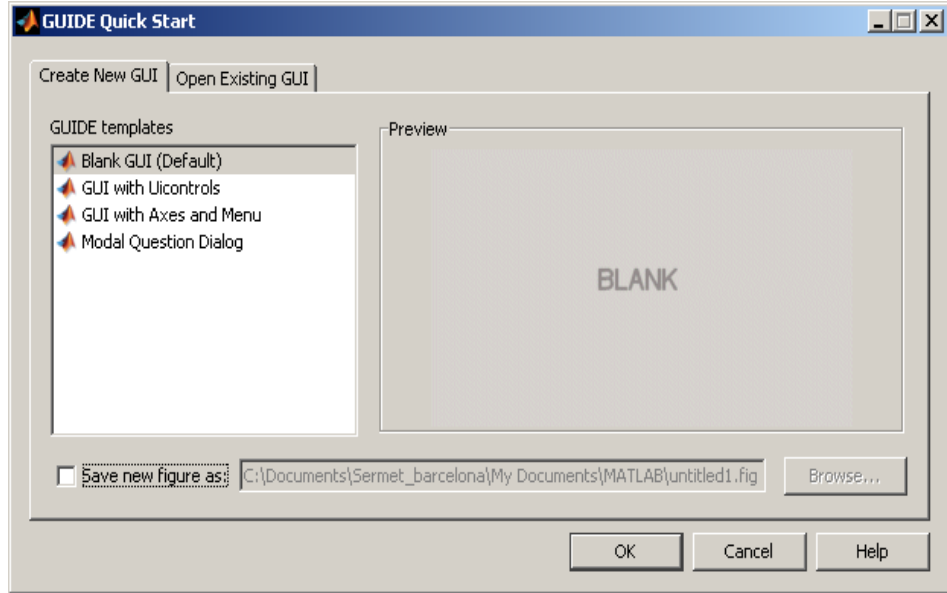 GUIDE Quick Start
Create New GUI
Open Existing GUI
GUIDE templates
Blank GUI (Default)
GUI with Uicontrols
GUI with Axes and Menu
Modal Question Dialog
Preview
BLANK
Save new figure as:
C:\Documents\Sermet_barcelona\My Documents\MATLAB\untitled1.fig
Browse...
OK
Cancel
Help